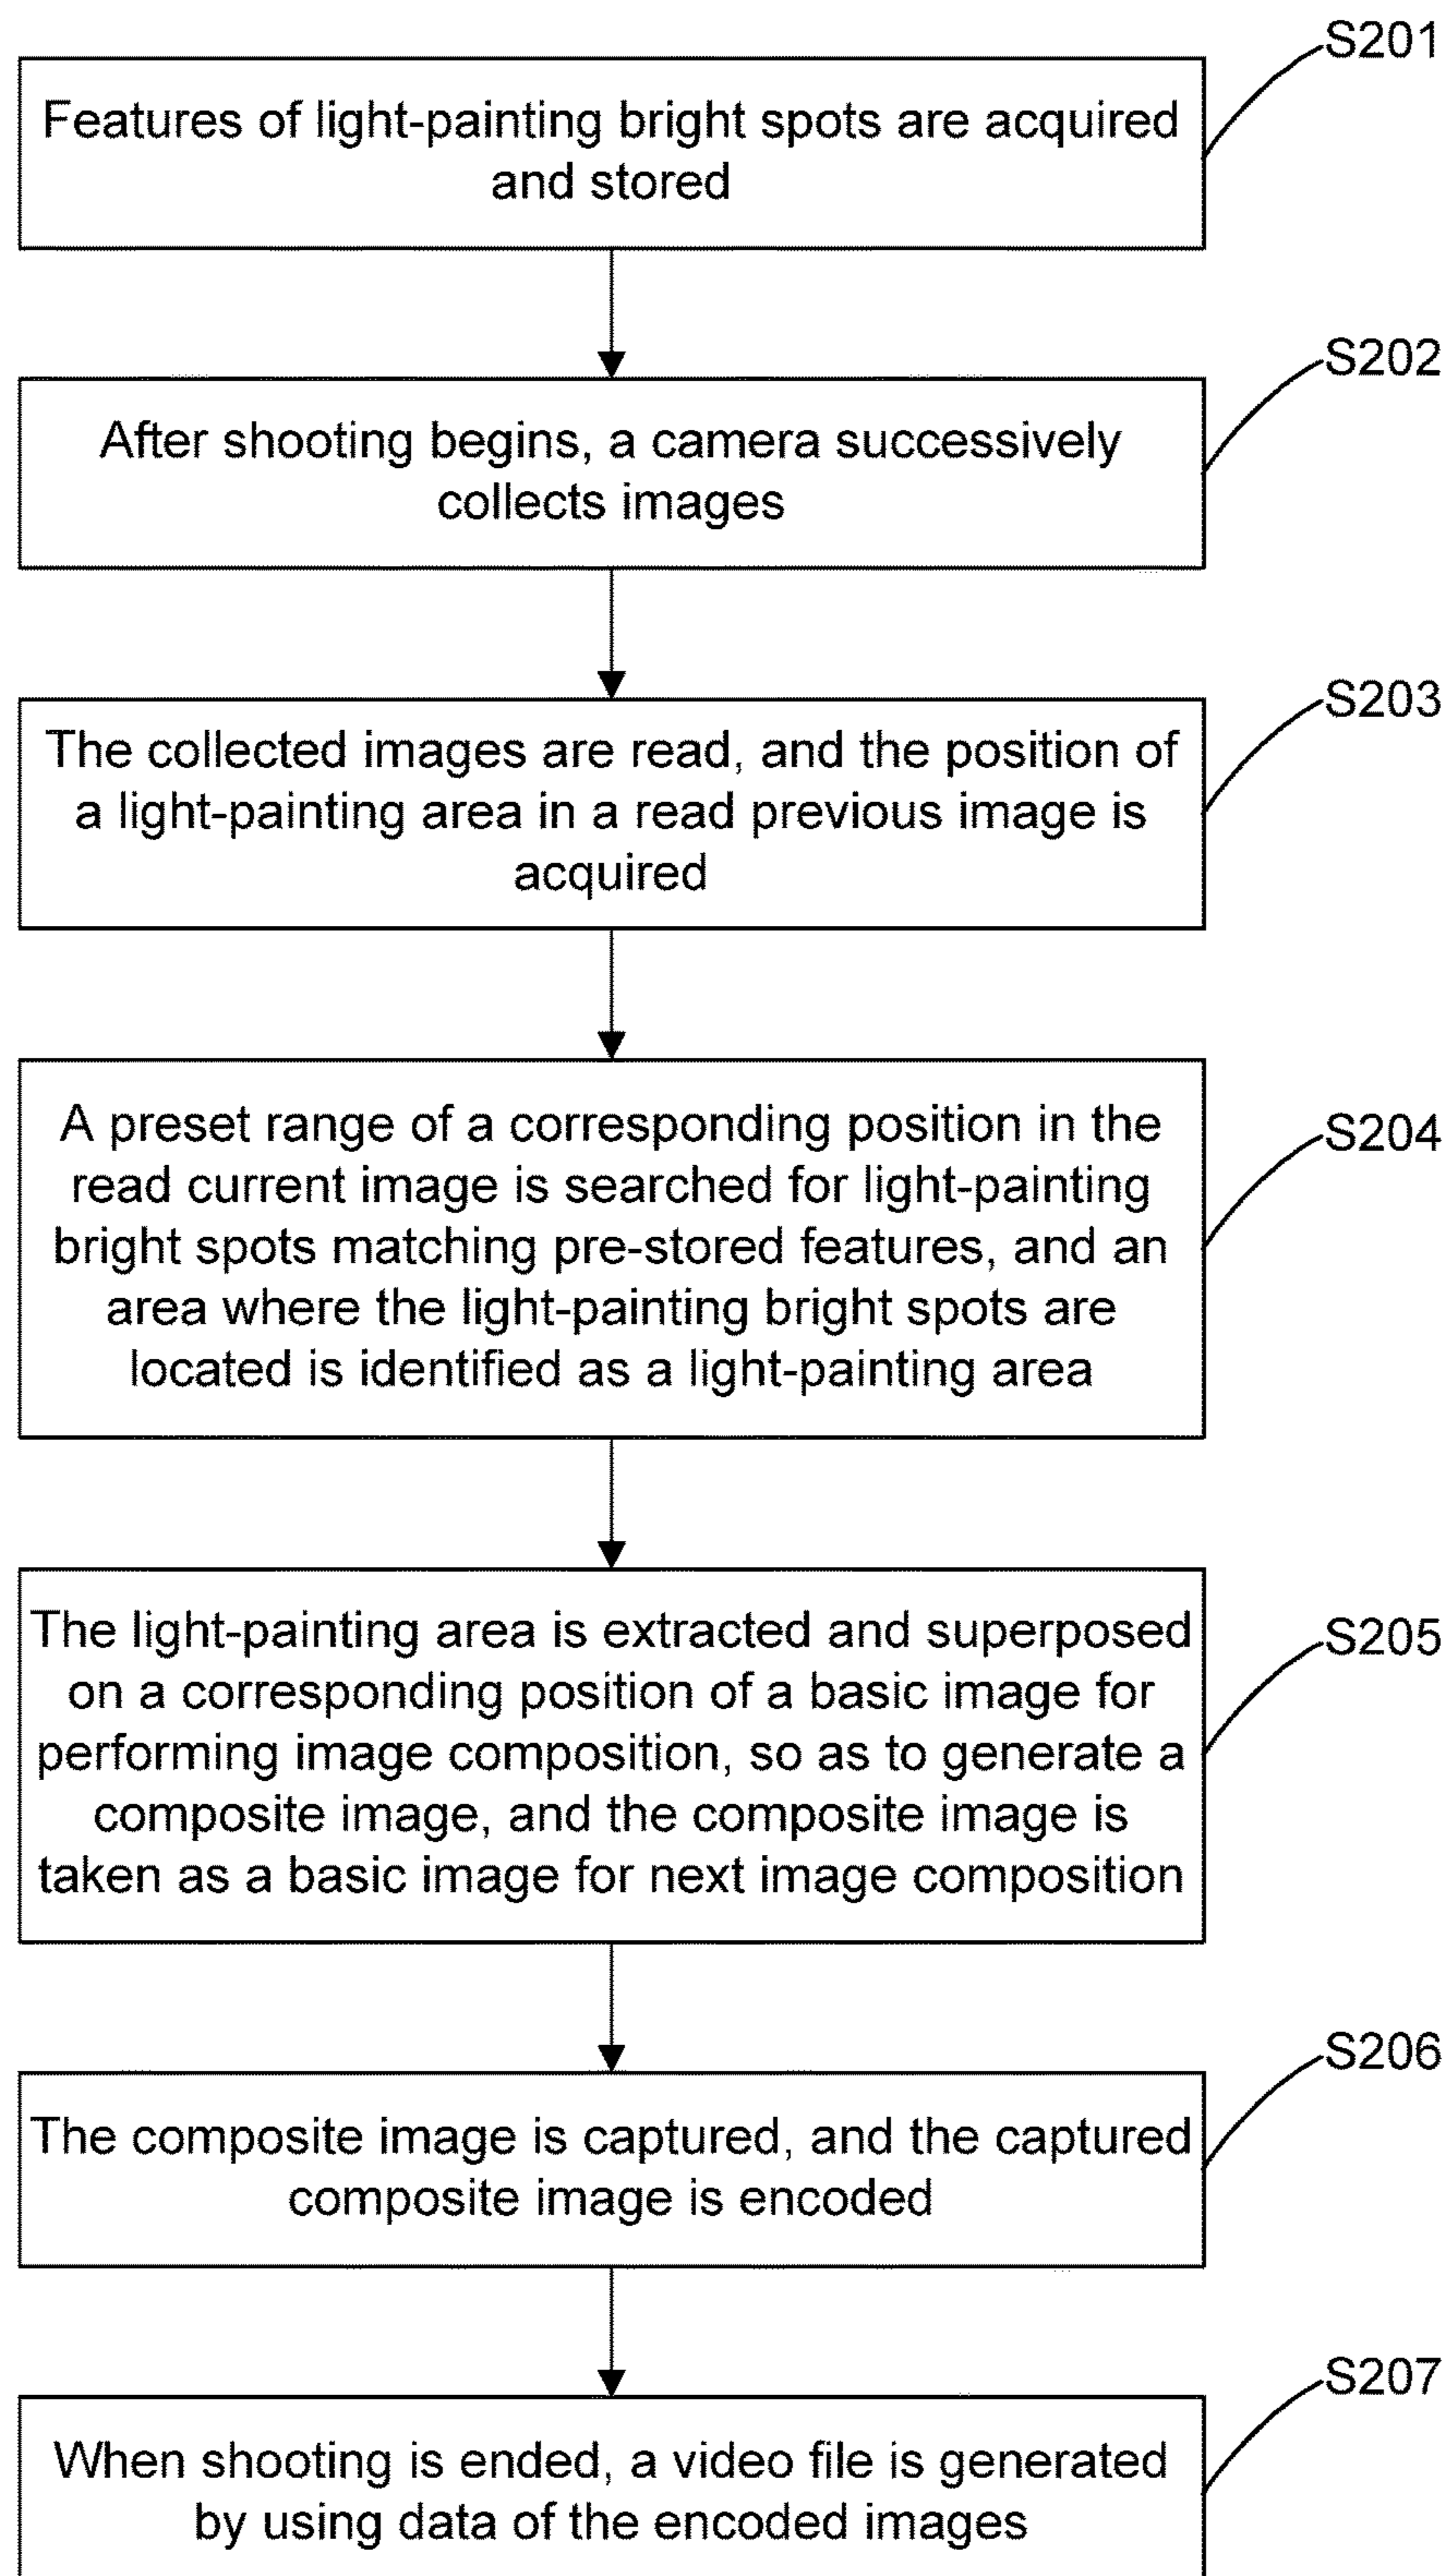 S201
Features of light-painting bright spots are acquired
and stored
S202
After shooting begins, a camera successively
collects images
S203
The collected images are read, and the position of
a light-painting area in a read previous image is
acquired
S204
A preset range of a corresponding position in the
read current image is searched for light-painting
bright spots matching pre-stored features, and an
area where the light-painting bright spots are
located is identified as a light-painting area
S205
The light-painting area is extracted and superposed
on a corresponding position of a basic image for
performing image composition, so as to generate a
composite image, and the composite image is
taken as a basic image for next image composition
S206
The composite image is captured, and the captured
composite image is encoded
S207
When shooting is ended, a video file is generated
by using data of the encoded images